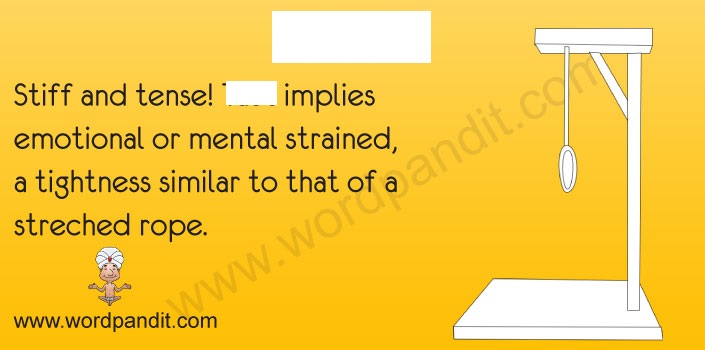 Stiff and tense! implies
emotional or mental strained,
a tightness similar to that of a
streched rope.
www.wordpandit.com
www.wordpandit.com